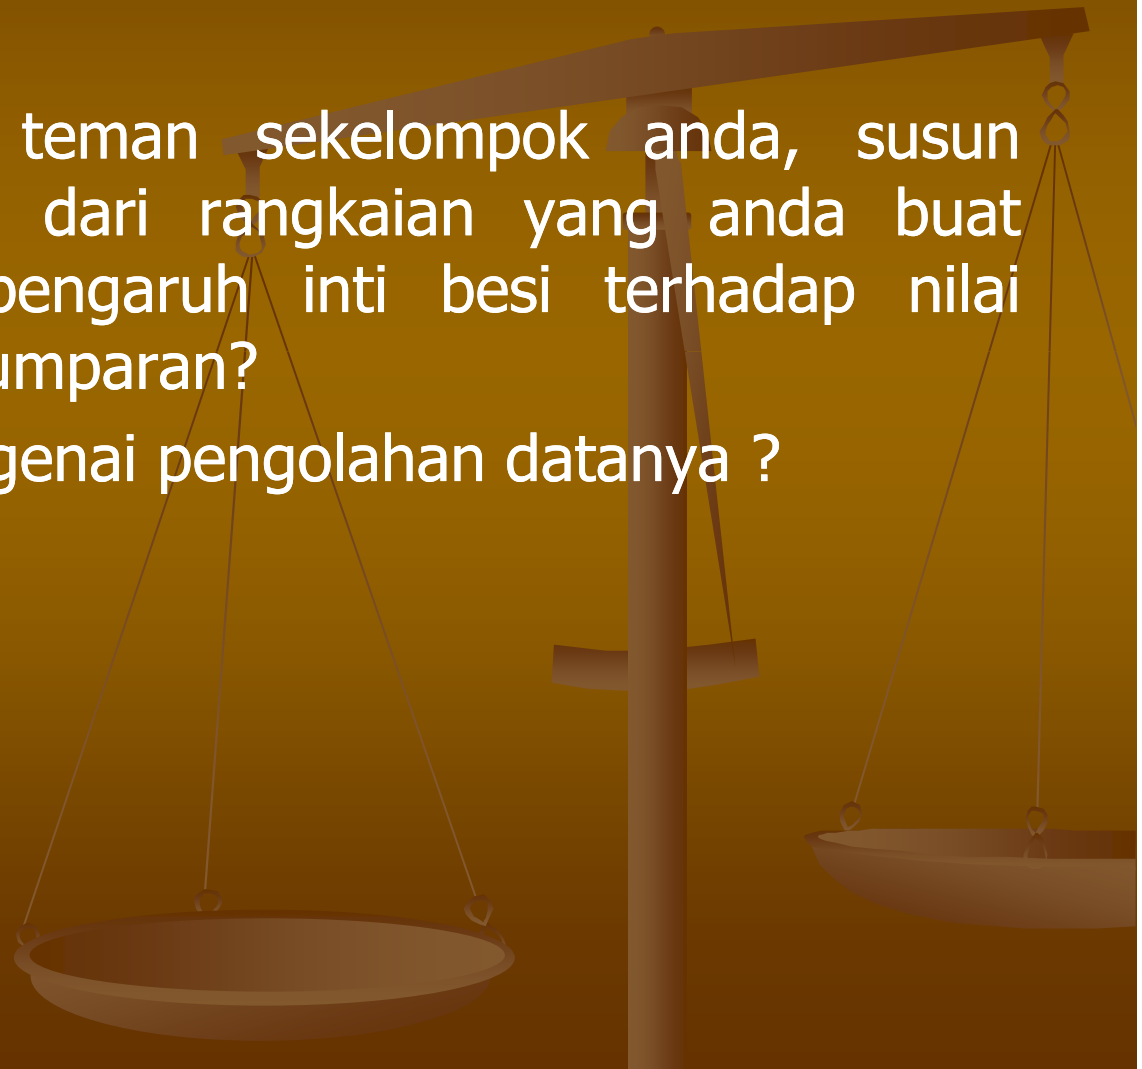 teman sekelompok anda, susun
dari rangkaian yang anda buat
pengaruh inti besi terhadap nilai
umparan?
genai pengolahan datanya ?